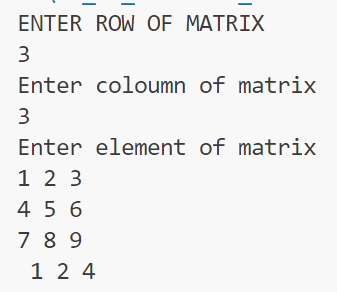 ENTER ROW OF MATRIX
3
Enter coloumn of matrix
3
Enter element of matrix
1 2 3
4 5 6
7 8 9
 1 2 4